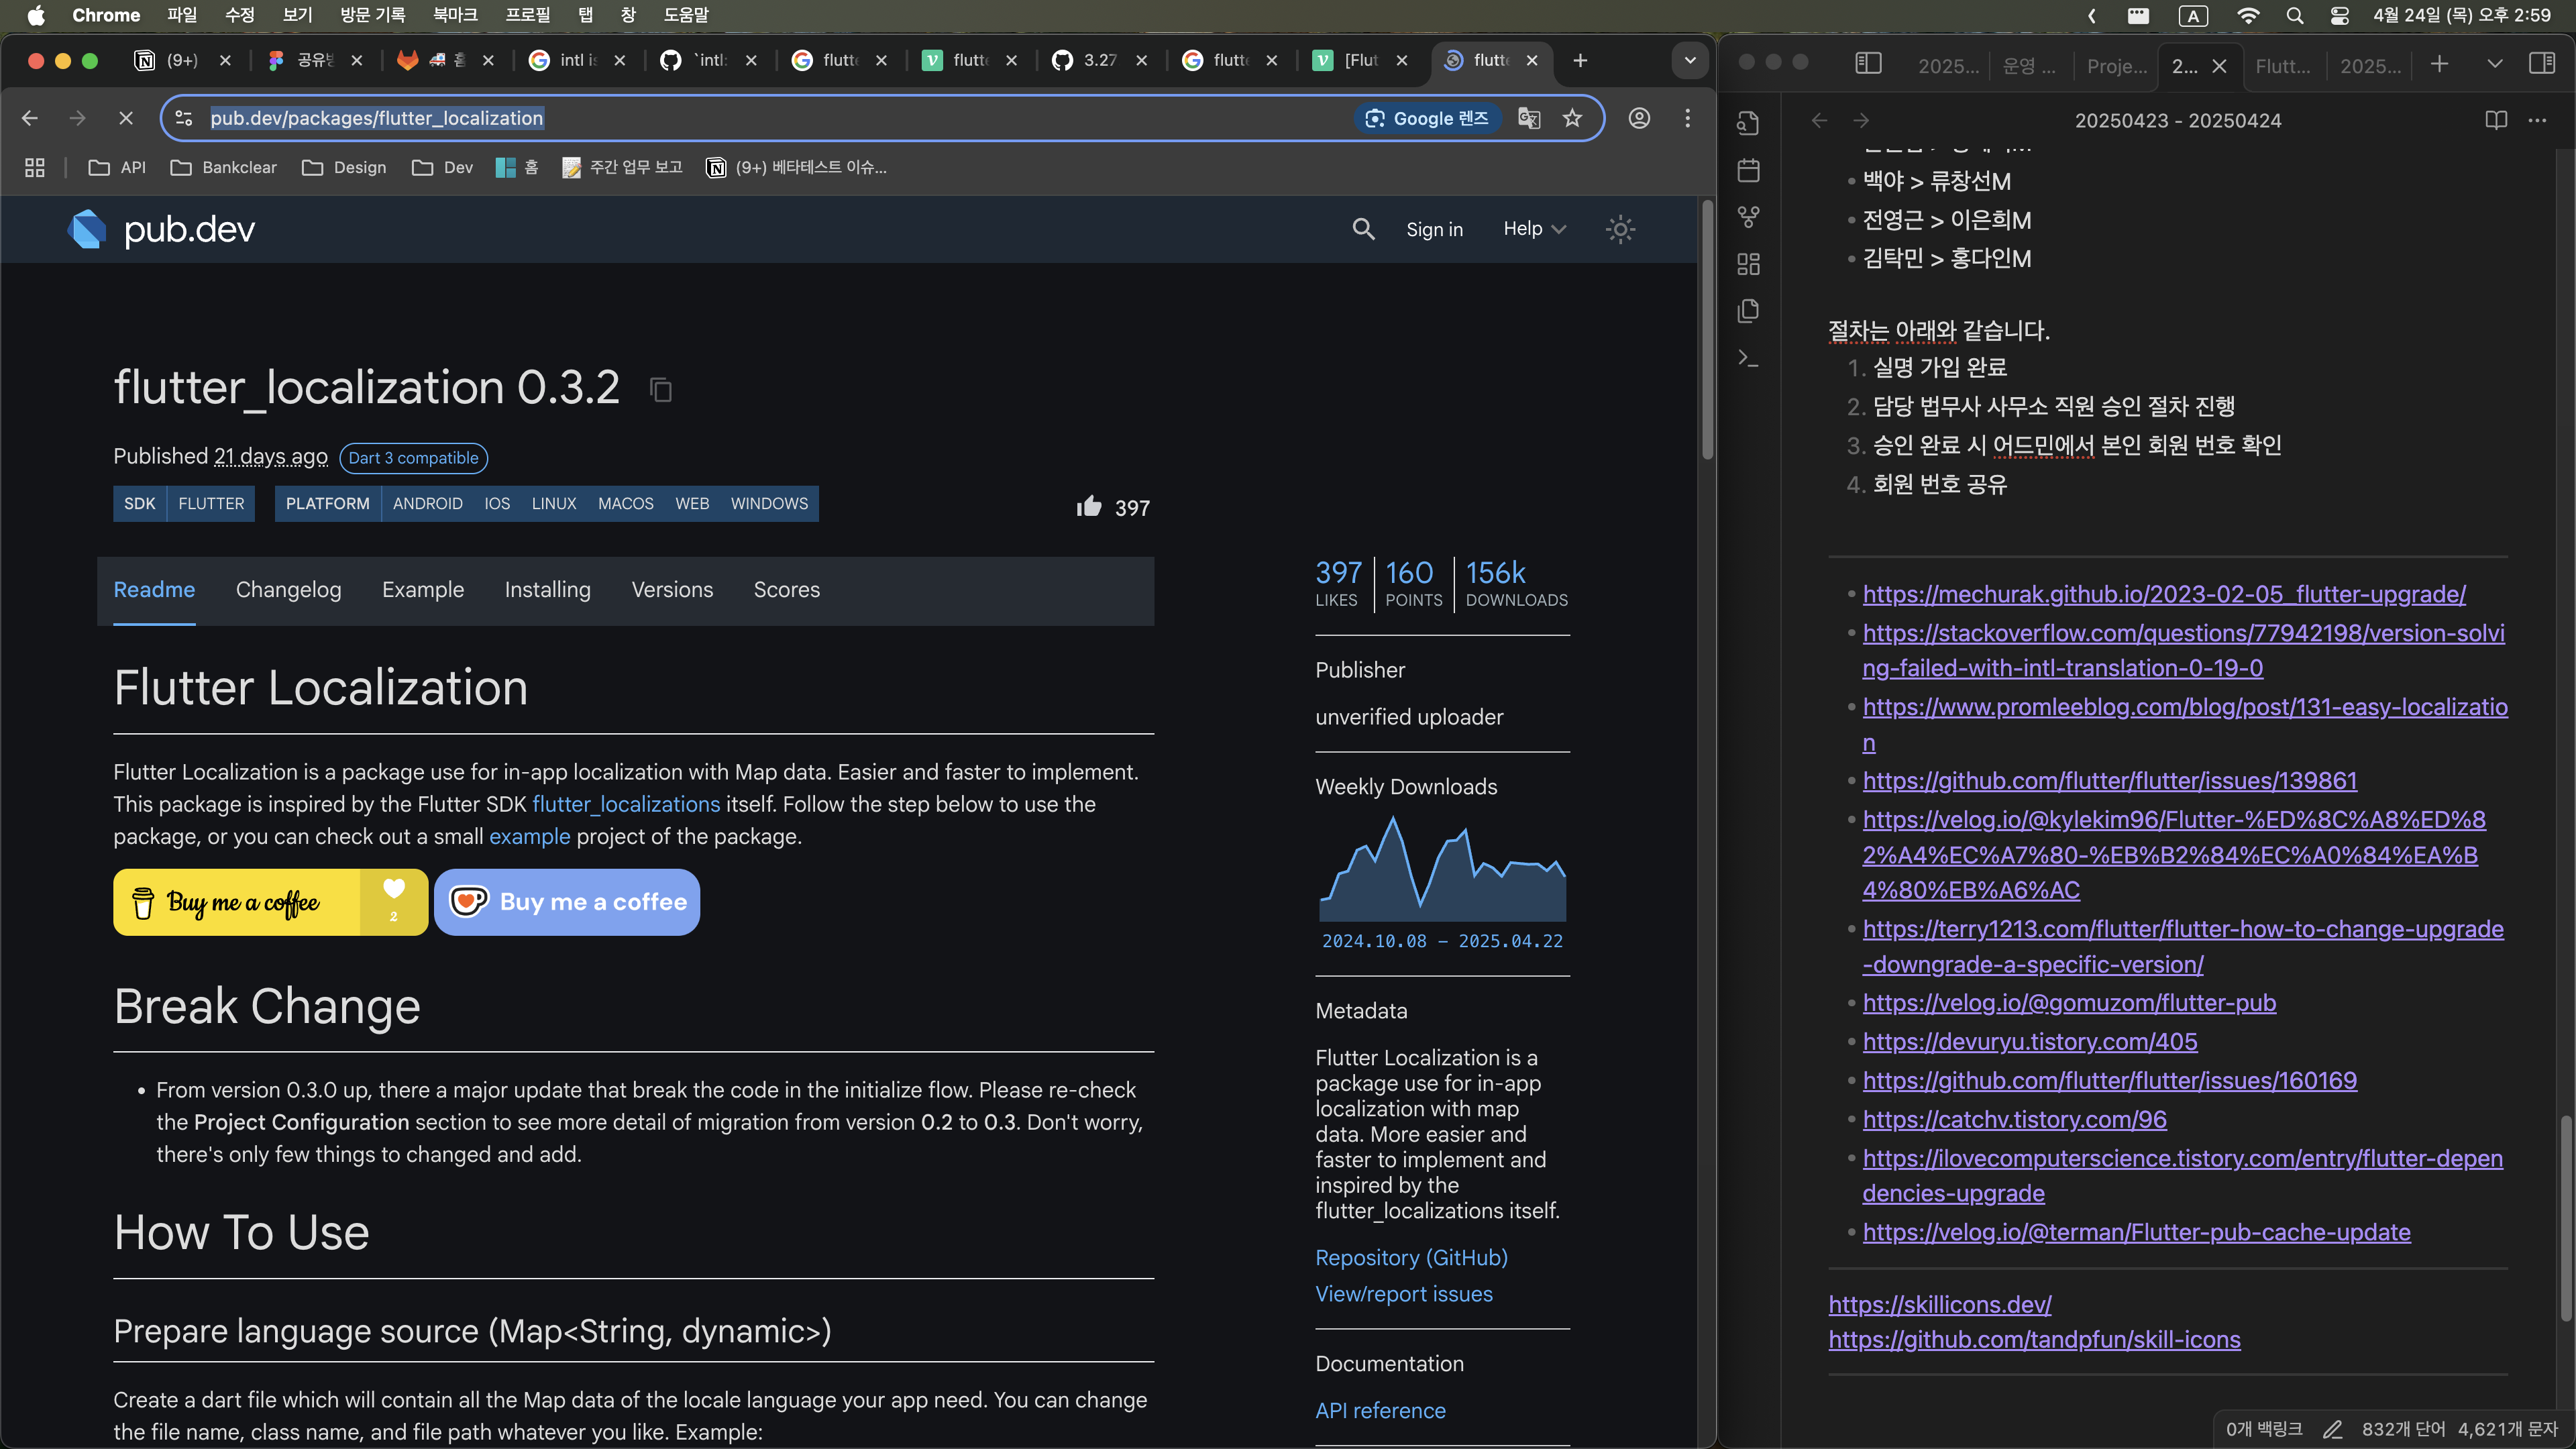 Chrome 파일 수정 보기 방문 기록 북마크 프로필 탭 창 도움말
A 4월 24일 (목) 오후 2:59
(9+) 공유방 홈 intl is `intl: flutte flutte 3.27 flutte [Flut flutte
pub.dev/packages/flutter_localization
Google 렌즈
API Bankclear Design Dev 홈 주간 업무 보고 (9+) 베타테스트 이슈...
pub.dev
Sign in Help
flutter_localization 0.3.2
Published 21 days ago Dart 3 compatible
SDK FLUTTER PLATFORM ANDROID IOS LINUX MACOS WEB WINDOWS
397
Readme Changelog Example Installing Versions Scores
Flutter Localization
Flutter Localization is a package use for in-app localization with Map data. Easier and faster to implement.
This package is inspired by the Flutter SDK flutter_localizations itself. Follow the step below to use the
package, or you can check out a small example project of the package.
Buy me a coffee 2 Buy me a coffee
Break Change
• From version 0.3.0 up, there a major update that break the code in the initialize flow. Please re-check
the Project Configuration section to see more detail of migration from version 0.2 to 0.3. Don't worry,
there's only few things to changed and add.
How To Use
Prepare language source (Map<String, dynamic>)
Create a dart file which will contain all the Map data of the locale language your app need. You can change
the file name, class name, and file path whatever you like. Example:
397 160 156k
LIKES POINTS DOWNLOADS
Publisher
unverified uploader
Weekly Downloads
2024.10.08 – 2025.04.22
Metadata
Flutter Localization is a
package use for in-app
localization with map
data. More easier and
faster to implement and
inspired by the
flutter_localizations itself.
Repository (GitHub)
View/report issues
Documentation
API reference
2025... 운영 ... Proje... 2... Flutt... 2025...
20250423 - 20250424
• 백야 > 류창선M
• 전영근 > 이은희M
• 김탁민 > 홍다인M
절차는 아래와 같습니다.
1. 실명 가입 완료
2. 담당 법무사 사무소 직원 승인 절차 진행
3. 승인 완료 시 어드민에서 본인 회원 번호 확인
4. 회원 번호 공유
• https://mechurak.github.io/2023-02-05_flutter-upgrade/
• https://stackoverflow.com/questions/77942198/version-solvi
ng-failed-with-intl-translation-0-19-0
• https://www.promleeblog.com/blog/post/131-easy-localizatio
n
• https://github.com/flutter/flutter/issues/139861
• https://velog.io/@kylekim96/Flutter-%ED%8C%A8%ED%8
2%A4%EC%A7%80-%EB%B2%84%EC%A0%84%EA%B
4%80%EB%A6%AC
• https://terry1213.com/flutter/flutter-how-to-change-upgrade
-downgrade-a-specific-version/
• https://velog.io/@gomuzom/flutter-pub
• https://devuryu.tistory.com/405
• https://github.com/flutter/flutter/issues/160169
• https://catchv.tistory.com/96
• https://ilovecomputerscience.tistory.com/entry/flutter-depen
dencies-upgrade
• https://velog.io/@terman/Flutter-pub-cache-update
https://skillicons.dev/
https://github.com/tandpfun/skill-icons
0개 백링크 832개 단어 4,621개 문자